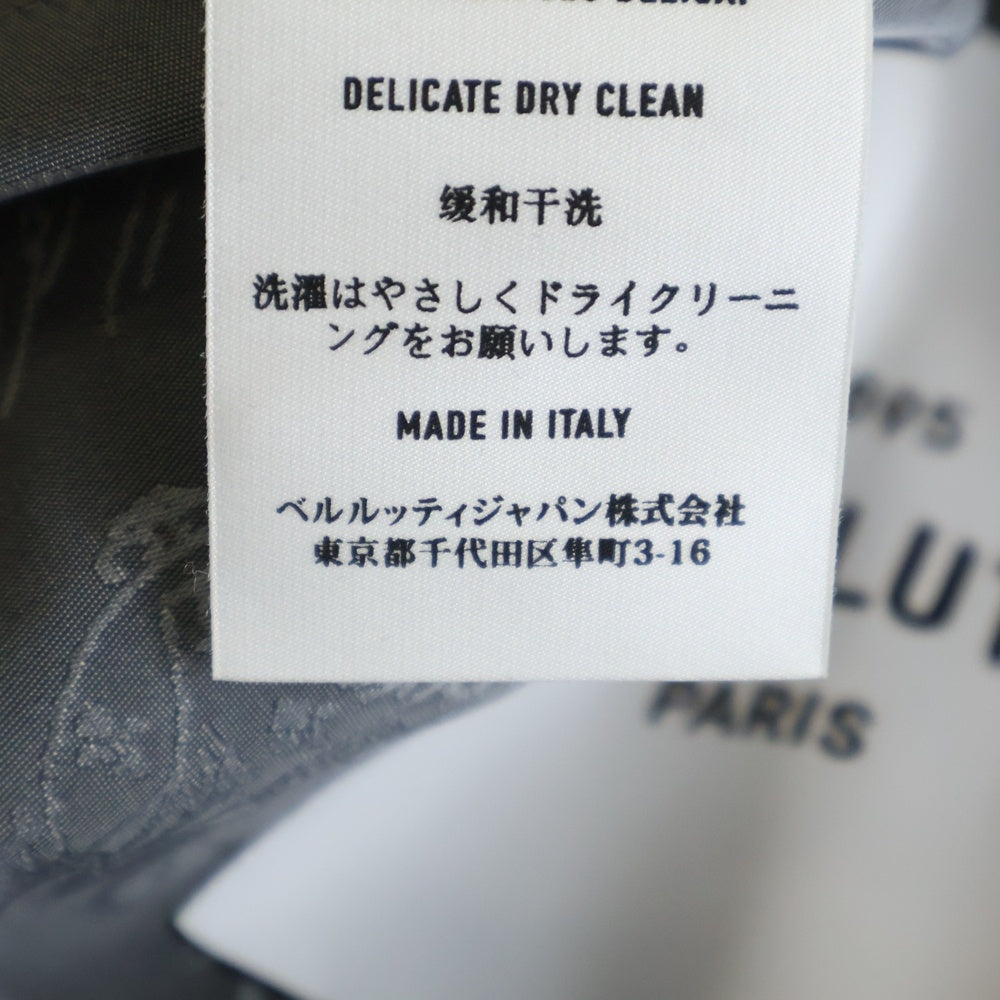 DELICATE DRY CLEAN
缓和干洗
洗濯はやさしくドライクリーニ
ングをお願いします。
MADE IN ITALY
ベルルッティジャパン株式会社
東京都千代田区隼町3-16
PARIS